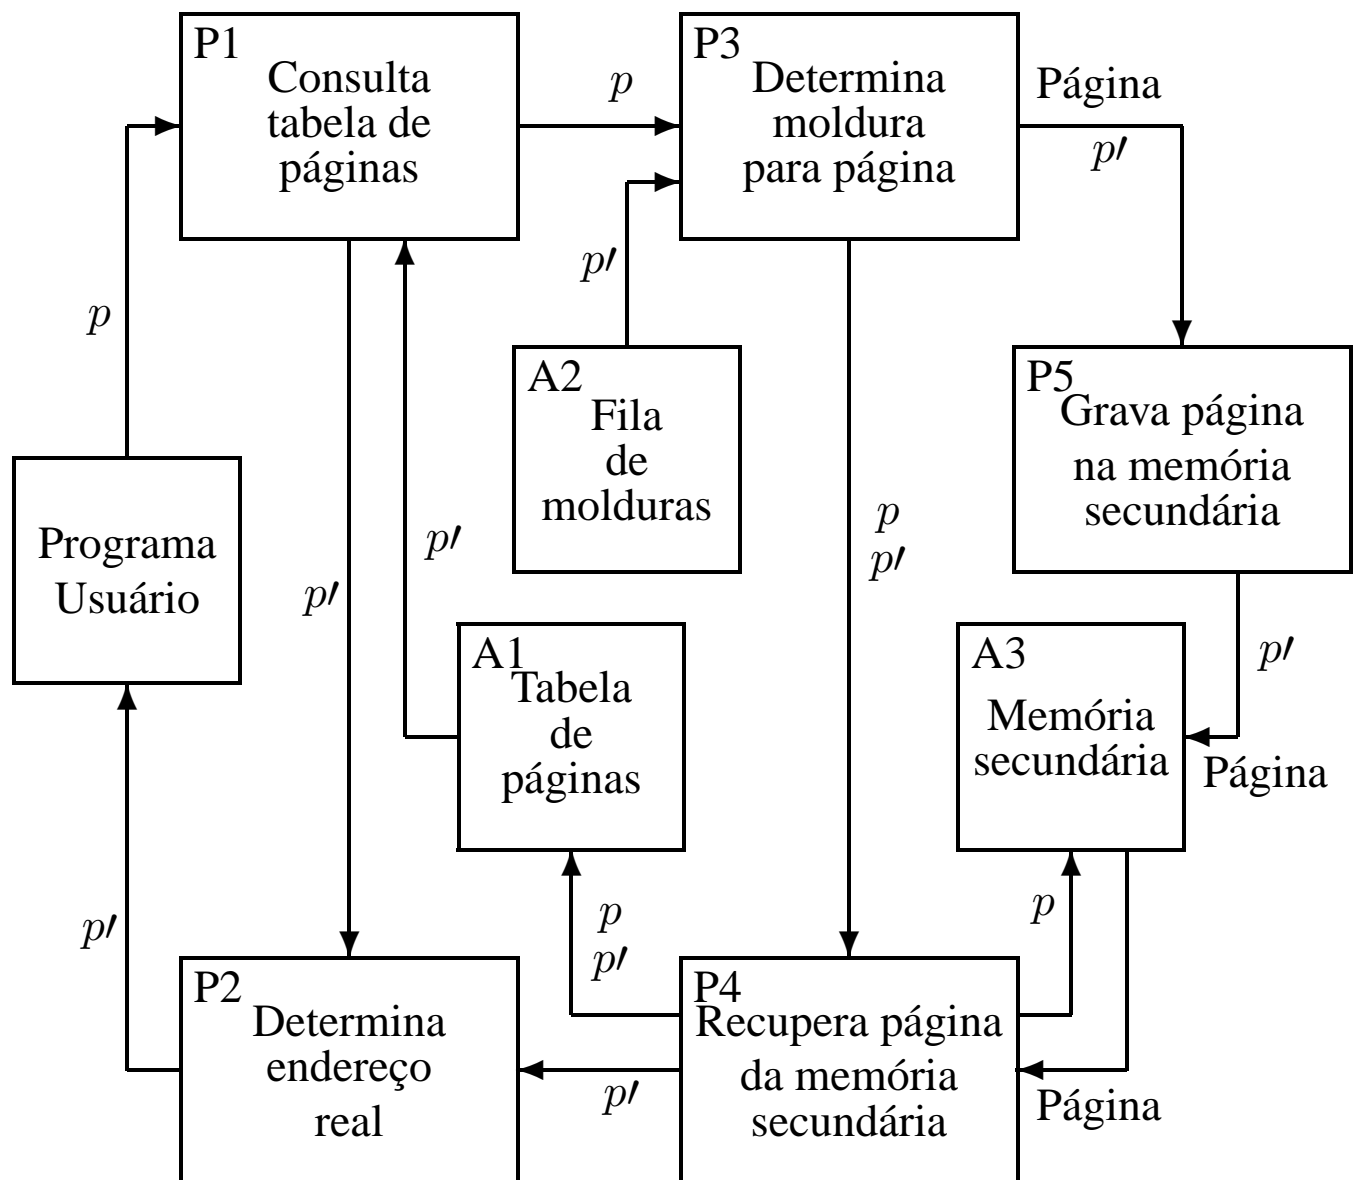 P1
Consulta
tabela de
páginas
p
P3
Determina
moldura
para página
Página
p′
p′
p
A2
Fila
de
molduras
P5
Grava página
na memória
secundária
Programa
Usuário
p′
p′
p
p′
A1
Tabela
de
páginas
A3
Memória
secundária
p′
Página
p′
p
p′
p
P2
Determina
endereço
real
p′
P4
Recupera página
da memória
secundária
Página